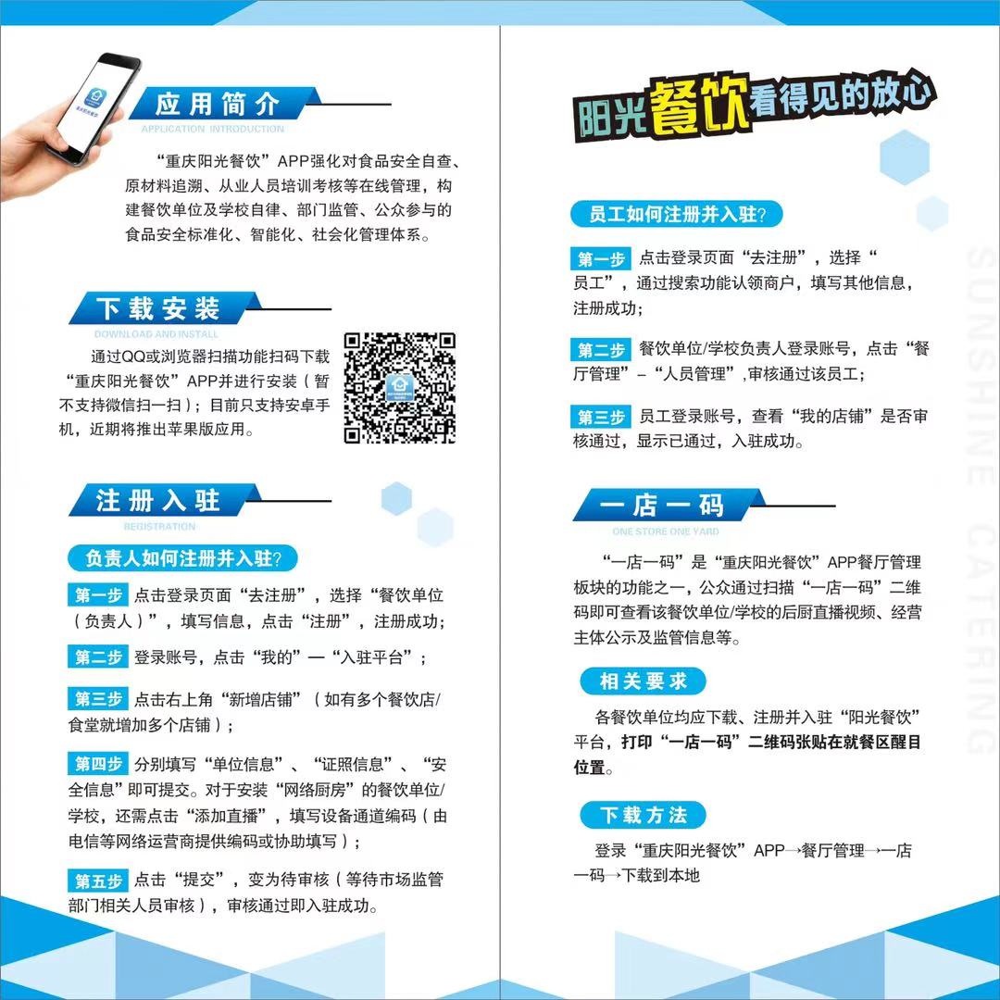 应用简介
APPLICATION INTRODUCTION
“重庆阳光餐饮”APP强化对食品安全自查、
原材料追溯、从业人员培训考核等在线管理，构
建餐饮单位及学校自律、部门监管、公众参与的
食品安全标准化、智能化、社会化管理体系。
下载安装
DOWNLOAD AND INSTALL
通过QQ或浏览器扫描功能扫码下载
“重庆阳光餐饮”APP并进行安装（暂
不支持微信扫一扫）；目前只支持安卓手
机，近期将推出苹果版应用。
注册入驻
REGISTRATION
负责人如何注册并入驻?
第一步 点击登录页面“去注册”，选择“餐饮单位
（负责人）”，填写信息，点击“注册”，注册成功；
第二步 登录账号，点击“我的”—“入驻平台”；
第三步 点击右上角“新增店铺”（如有多个餐饮店/
食堂就增加多个店铺）；
第四步 分别填写“单位信息”、“证照信息”、“安
全信息”即可提交。对于安装“网络厨房”的餐饮单位/
学校，还需点击“添加直播”，填写设备通道编码（由
电信等网络运营商提供编码或协助填写）；
第五步 点击“提交”，变为待审核（等待市场监管
部门相关人员审核），审核通过即入驻成功。
阳光餐饮看得见的放心
员工如何注册并入驻?
第一步 点击登录页面“去注册”，选择“
员工”，通过搜索功能认领商户，填写其他信息，
注册成功；
第二步 餐饮单位/学校负责人登录账号，点击“餐
厅管理”-“人员管理”,审核通过该员工；
第三步 员工登录账号，查看“我的店铺”是否审
核通过，显示已通过，入驻成功。
一店一码
ONE STORE ONE YARD
“一店一码”是“重庆阳光餐饮”APP餐厅管理
板块的功能之一，公众通过扫描“一店一码”二维
码即可查看该餐饮单位/学校的后厨直播视频、经营
主体公示及监管信息等。
相关要求
各餐饮单位均应下载、注册并入驻“阳光餐饮”
平台，打印“一店一码”二维码张贴在就餐区醒目
位置。
下载方法
登录“重庆阳光餐饮”APP→餐厅管理→一店
一码→下载到本地
SUNSHINE CATERING